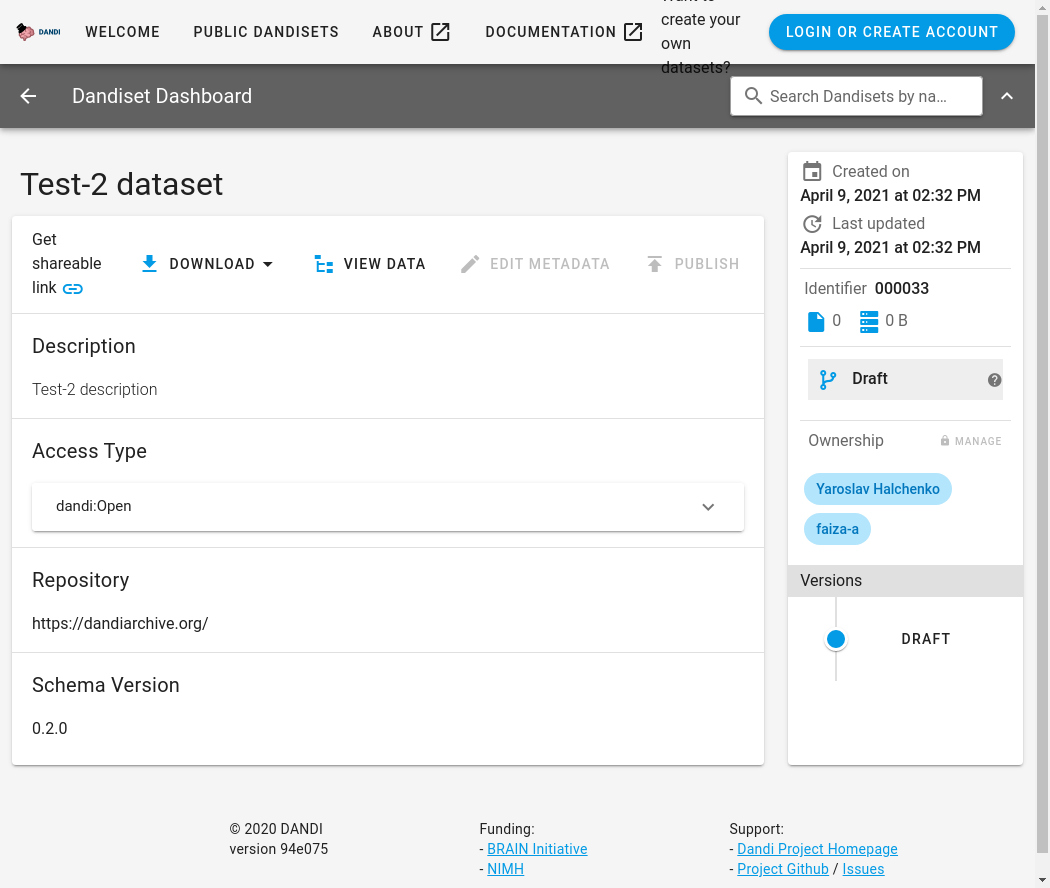 DANDI
WELCOME
PUBLIC DANDISETS
ABOUT
DOCUMENTATION
create your
own
datasets?
LOGIN OR CREATE ACCOUNT
Dandiset Dashboard
Search Dandisets by na…
Test-2 dataset
Get
shareable
link
DOWNLOAD
VIEW DATA
EDIT METADATA
PUBLISH
Description
Test-2 description
Access Type
dandi:Open
Repository
https://dandiarchive.org/
Schema Version
0.2.0
Created on
April 9, 2021 at 02:32 PM
Last updated
April 9, 2021 at 02:32 PM
Identifier 000033
0
0 B
Draft
Ownership
MANAGE
Yaroslav Halchenko
faiza-a
Versions
DRAFT
© 2020 DANDI
version 94e075
Funding:
- BRAIN Initiative
- NIMH
Support:
- Dandi Project Homepage
- Project Github / Issues